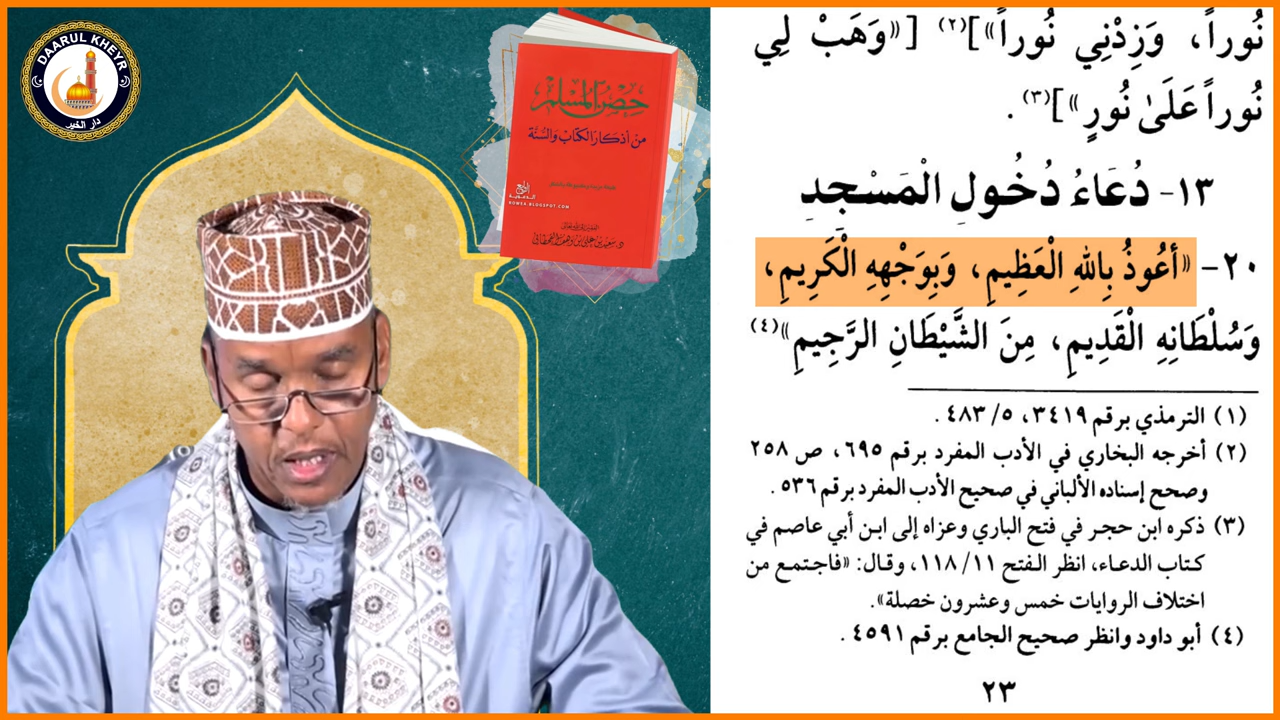 DAARUL KHEYR
دار الخير
حصن المسلم
من أذكار الكتاب والسنة
ROWEA.BLOGSPOT.COM
نُوراً، وَزِدْنِي نُوراً»](٢) [«وَهَبْ لِي
نُوراً عَلَىٰ نُورٍ»](٣).
١٣- دُعَاءُ دُخُولِ الْمَسْجِدِ
٢٠- «أَعُوذُ بِاللهِ الْعَظِيمِ، وَبِوَجْهِهِ الْكَرِيمِ،
وَسُلْطَانِهِ الْقَدِيمِ، مِنَ الشَّيْطَانِ الرَّجِيمِ»(٤)
(١) الترمذي برقم ٣٤١٩، ٥/ ٤٨٣.
(٢) أخرجه البخاري في الأدب المفرد برقم ٦٩٥، ص ٢٥٨
وصحح إسناده الألباني في صحيح الأدب المفرد برقم ٥٣٦.
(٣) ذكره ابن حجر في فتح الباري وعزاه إلى ابن أبي عاصم في
كتاب الدعاء، انظر الفتح ١١/ ١١٨، وقال: «فاجتمع من
اختلاف الروايات خمس وعشرون خصلة».
(٤) أبو داود وانظر صحيح الجامع برقم ٤٥٩١.
٢٣